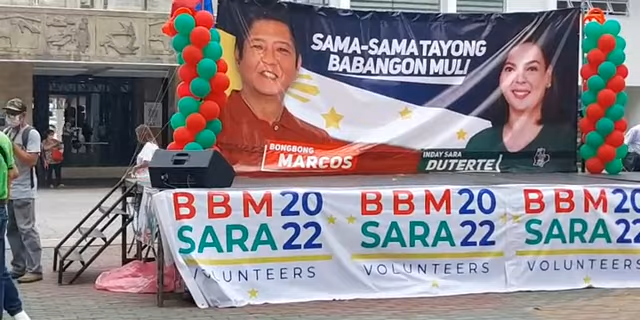 SAMA-SAMA TAYONG
BABANGON MULI
BONGBONG
MARCOS
INDAY SARA
DUTERTE
BBM 20
SARA 22
VOLUNTEERS
BBM 20
SARA 22
VOLUNTEERS
BBM 20
SARA 22
VOLUNTEERS